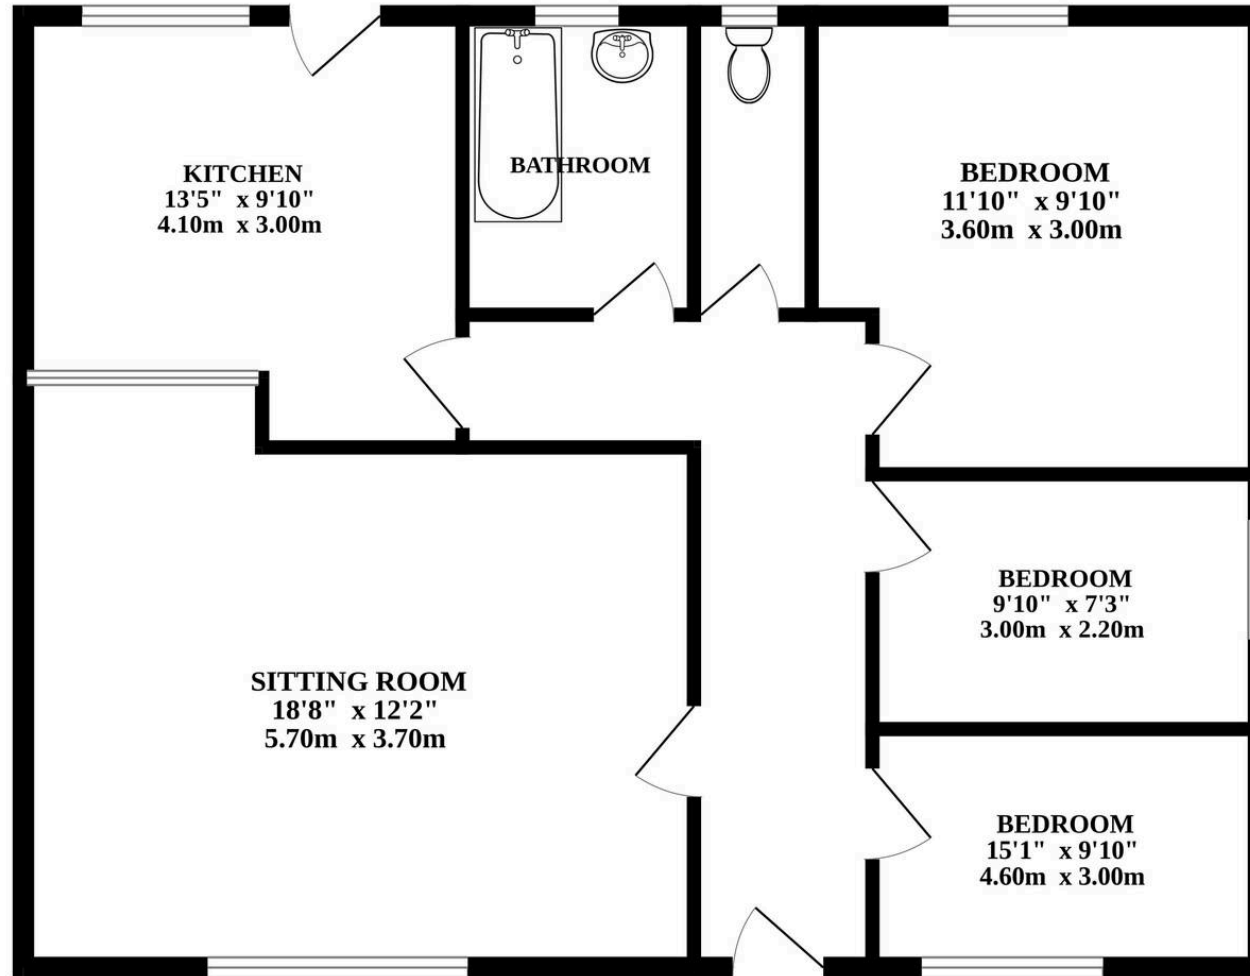 KITCHEN
13'5" x 9'10"
4.10m x 3.00m
BATHROOM
BEDROOM
11'10" x 9'10"
3.60m x 3.00m
BEDROOM
9'10" x 7'3"
3.00m x 2.20m
SITTING ROOM
18'8" x 12'2"
5.70m x 3.70m
BEDROOM
15'1" x 9'10"
4.60m x 3.00m